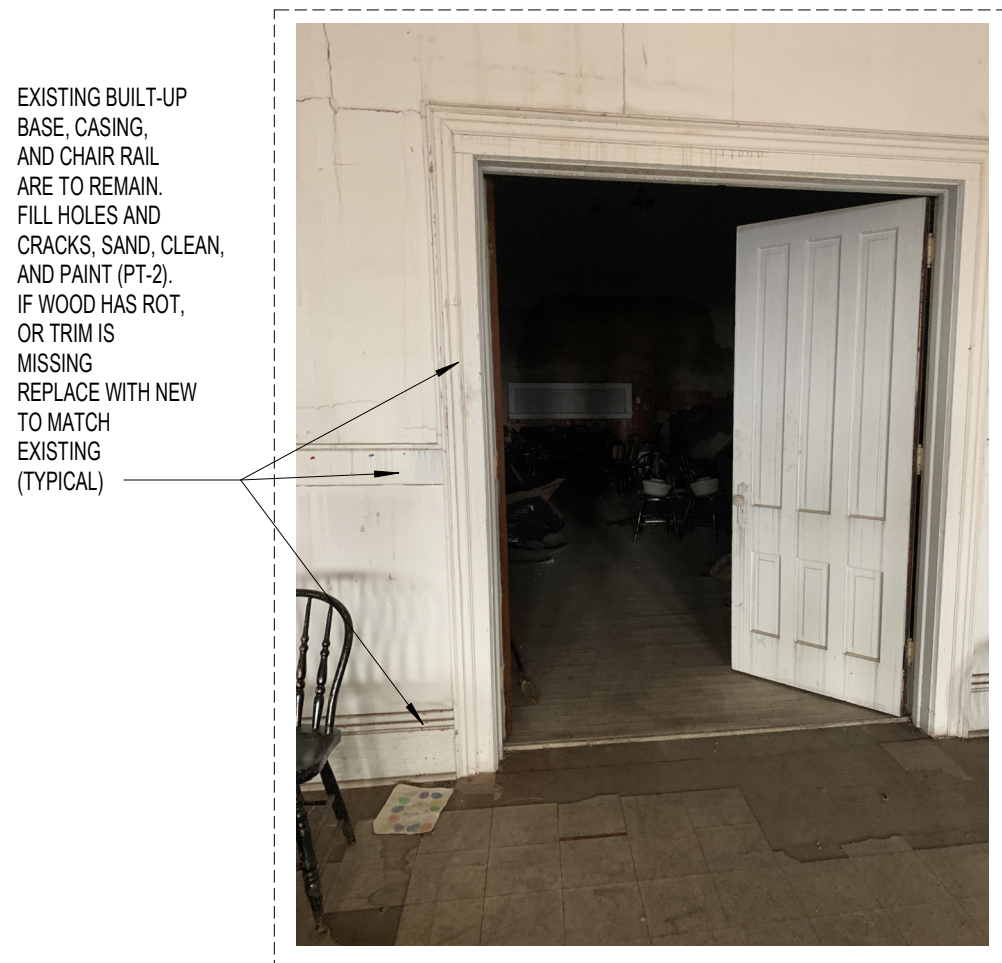 EXISTING BUILT-UP
BASE, CASING,
AND CHAIR RAIL
ARE TO REMAIN.
FILL HOLES AND
CRACKS, SAND, CLEAN,
AND PAINT (PT-2).
IF WOOD HAS ROT,
OR TRIM IS
MISSING
REPLACE WITH NEW
TO MATCH
EXISTING
(TYPICAL)